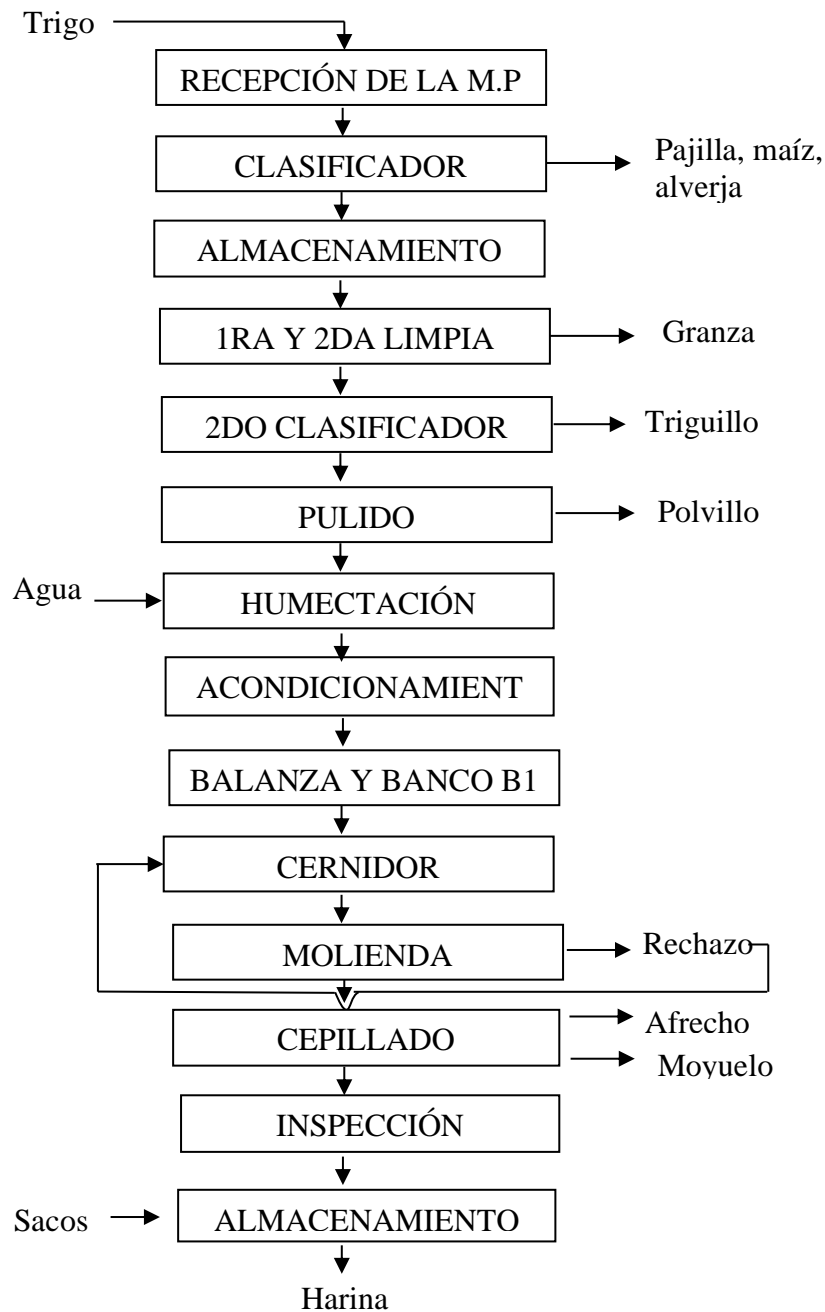 Trigo
RECEPCIÓN DE LA M.P
CLASIFICADOR
Pajilla, maíz,
alverja
ALMACENAMIENTO
1RA Y 2DA LIMPIA
Granza
2DO CLASIFICADOR
Triguillo
PULIDO
Polvillo
Agua
HUMECTACIÓN
ACONDICIONAMIENT
BALANZA Y BANCO B1
CERNIDOR
MOLIENDA
Rechazo
CEPILLADO
Afrecho
Moyuelo
INSPECCIÓN
Sacos
ALMACENAMIENTO
Harina